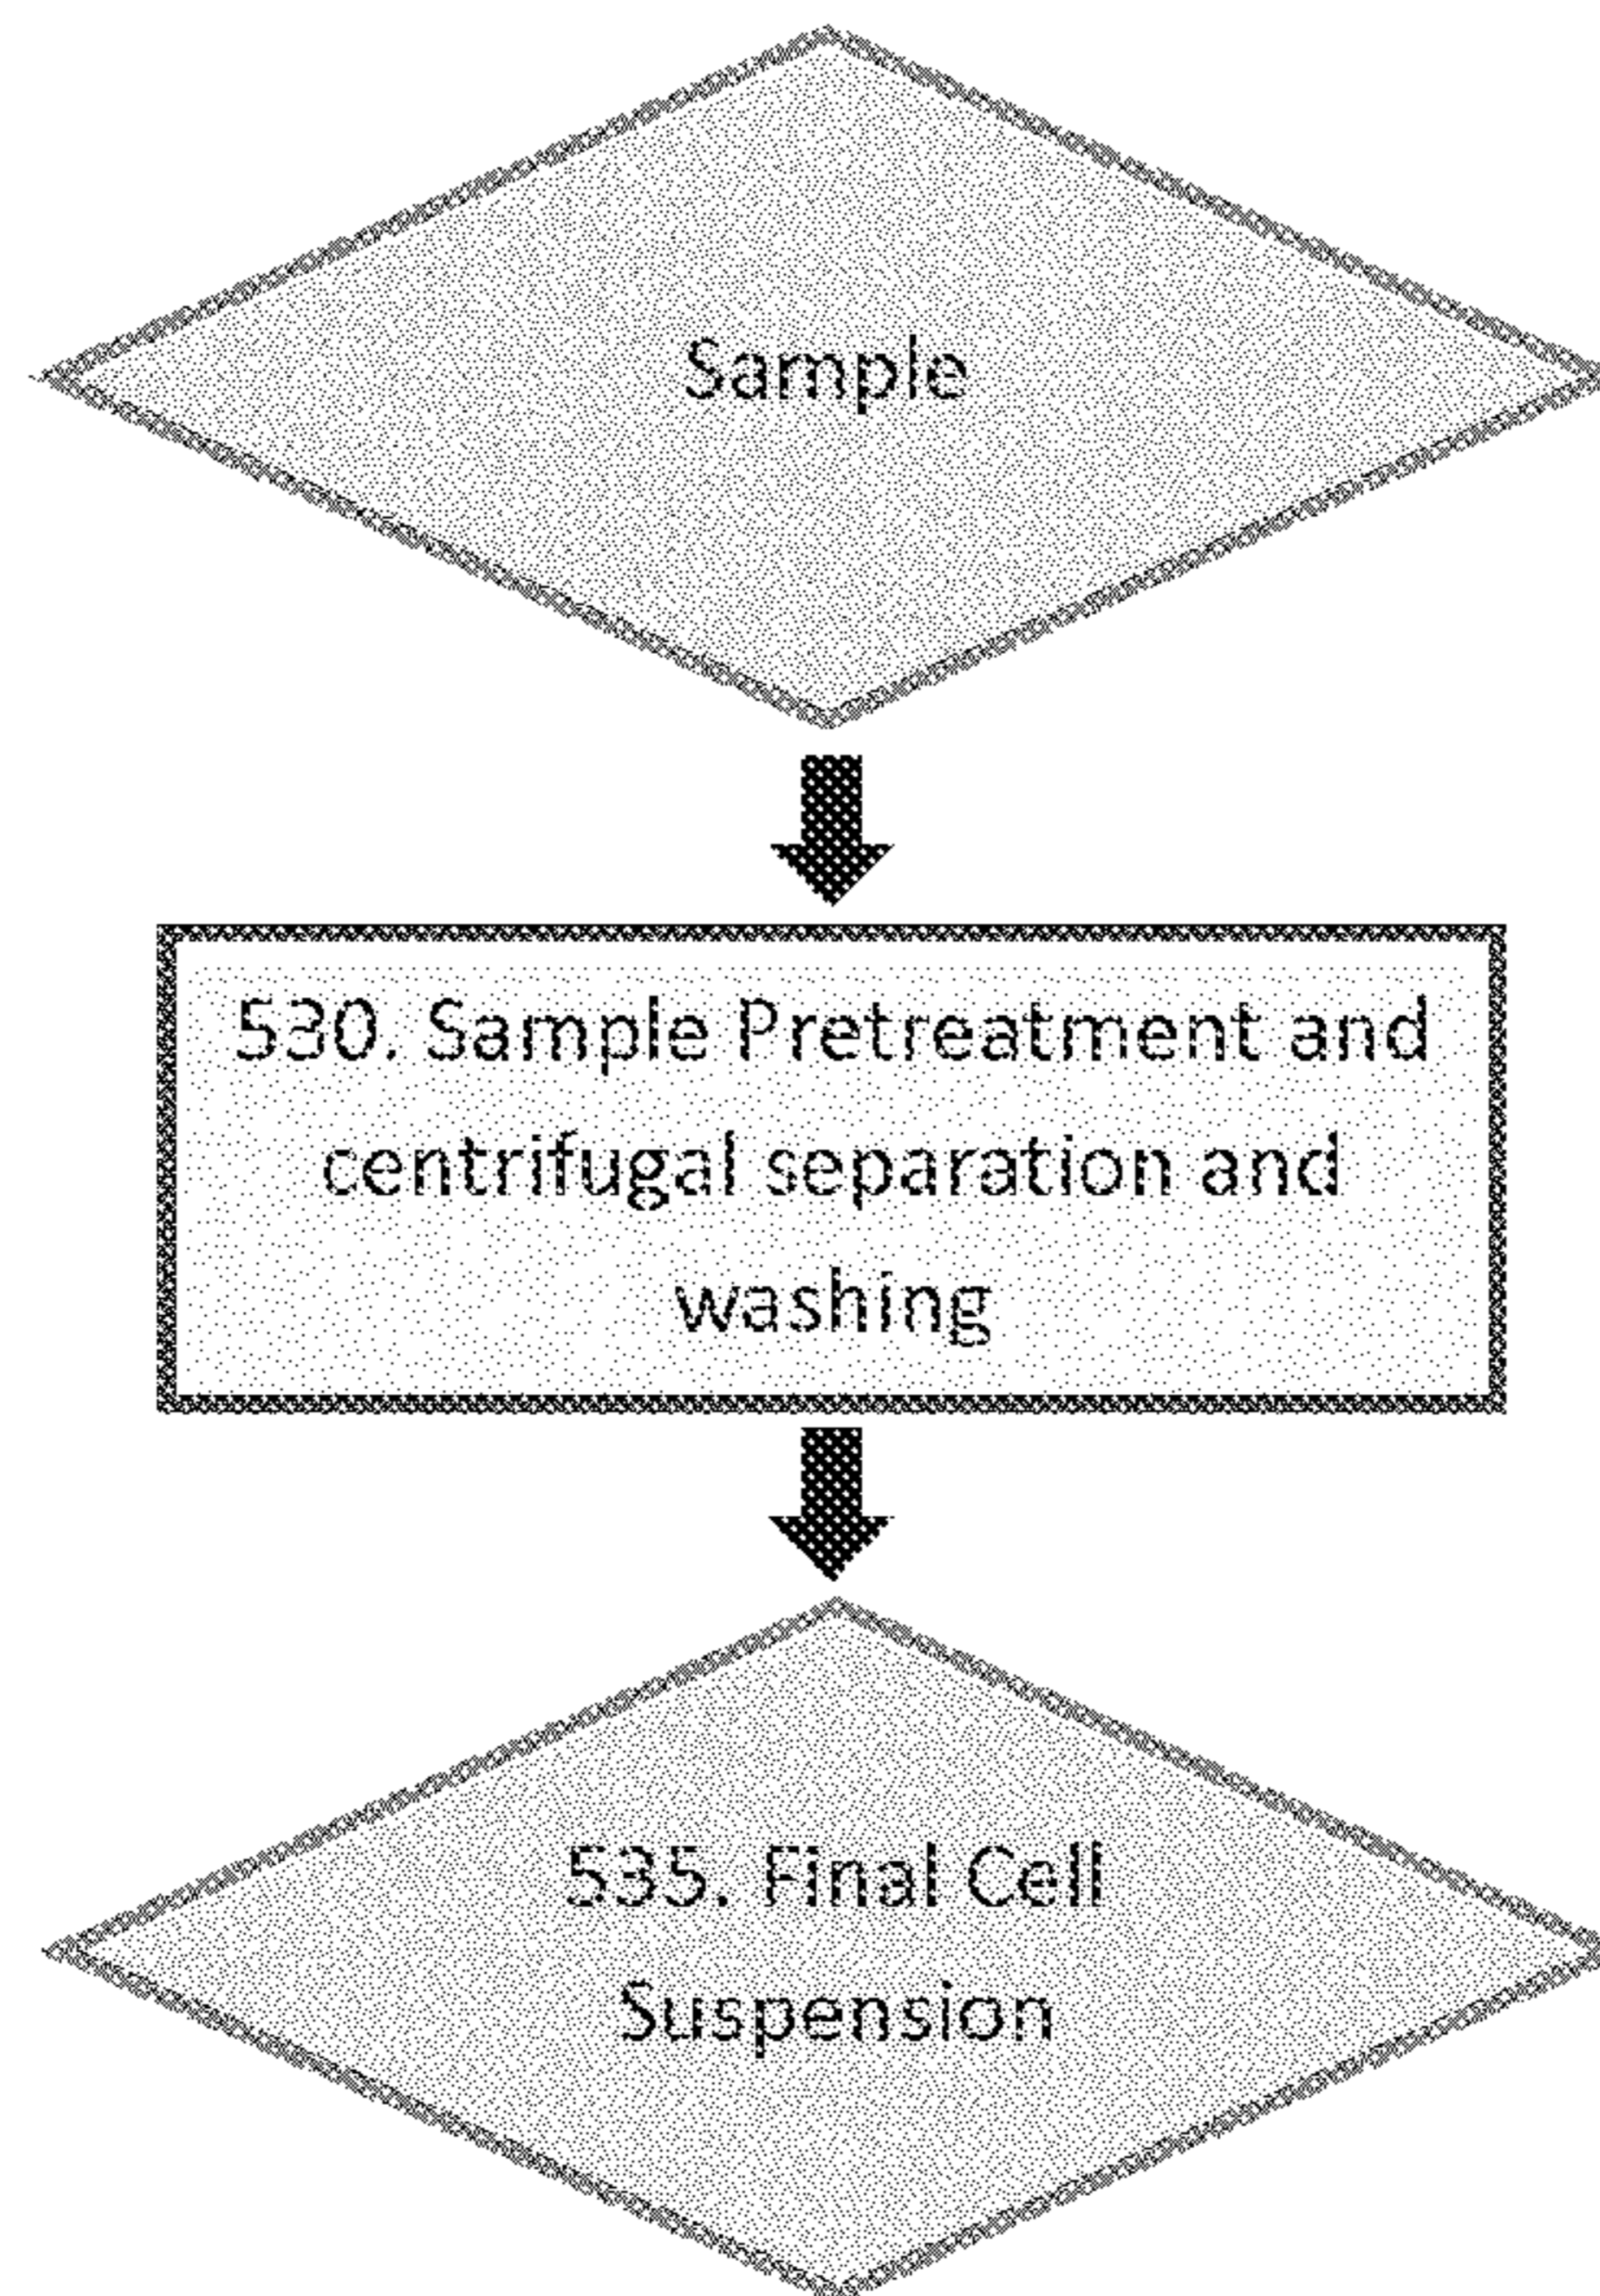 Sample
530. Sample Pretreatment and
centrifugal separation and
washing
535. Final Cell
Suspension